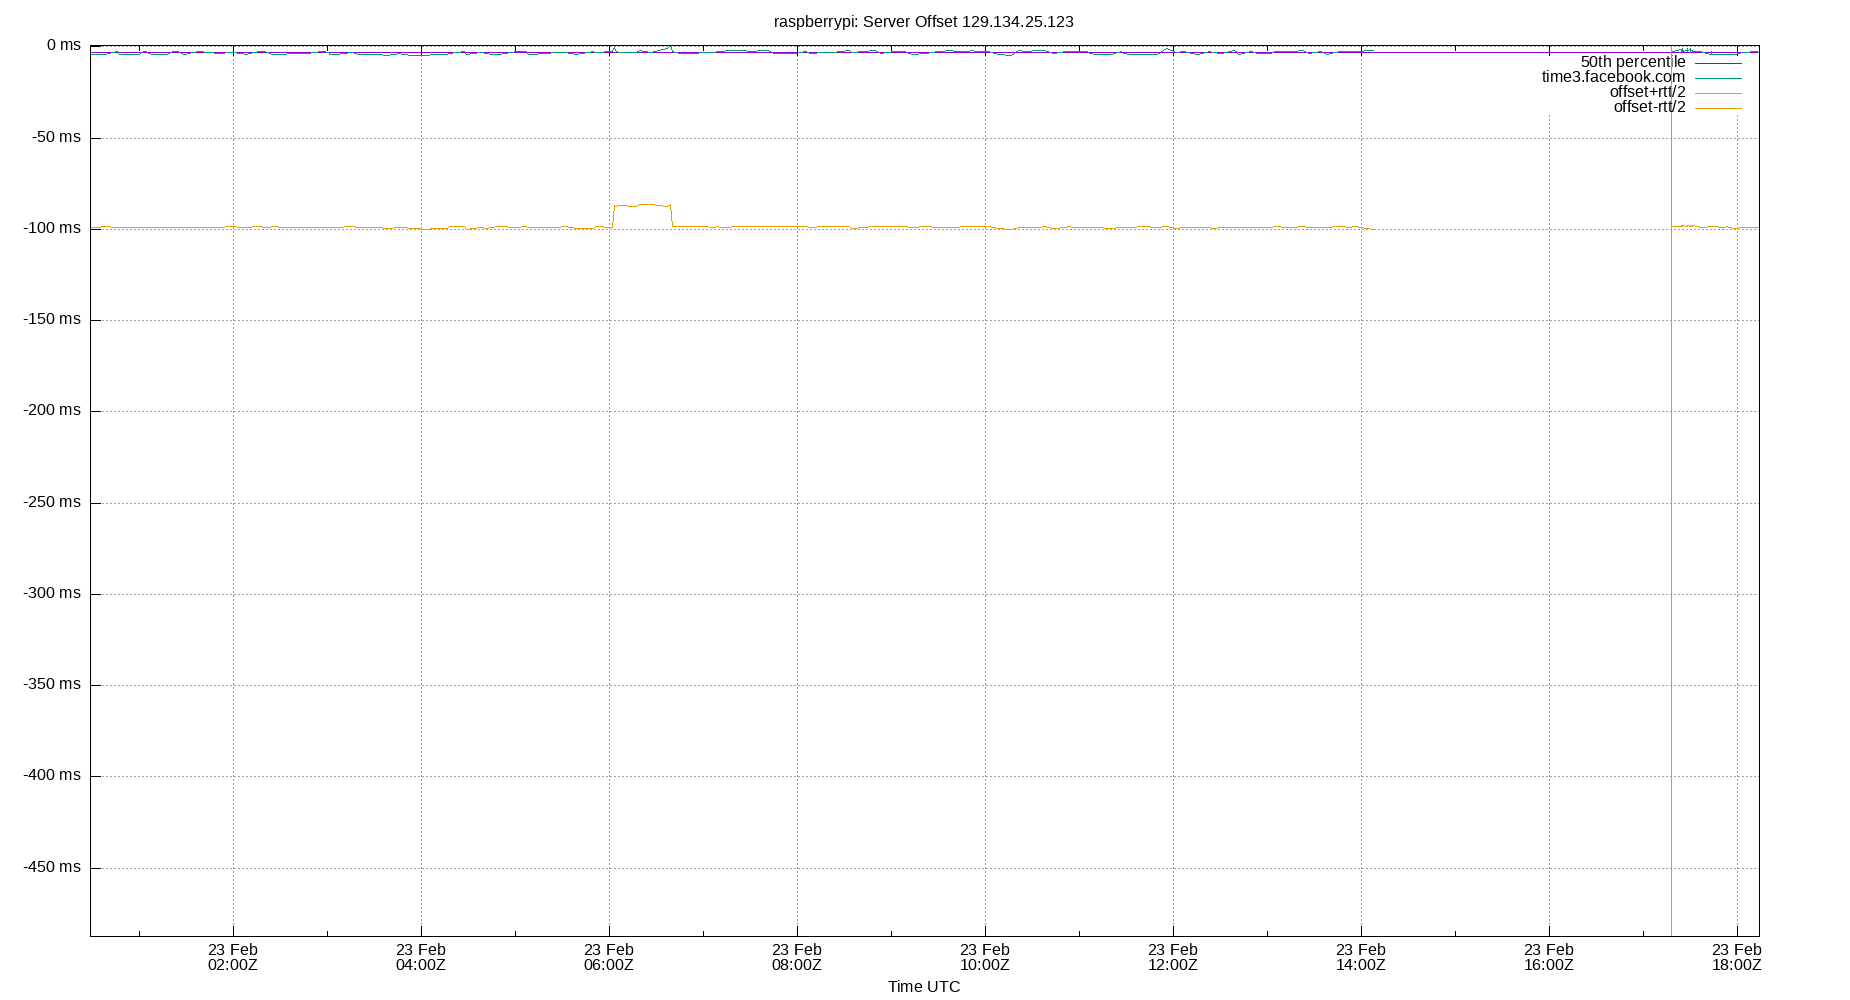 raspberrypi: Server Offset 129.134.25.123
0 ms
50th percentile
time3.facebook.com
offset+rtt/2
offset-rtt/2
-50 ms
-100 ms
-150 ms
-200 ms
-250 ms
-300 ms
-350 ms
-400 ms
-450 ms
23 Feb 23 Feb 23 Feb 23 Feb 23 Feb 23 Feb 23 Feb 23 Feb 23 Feb
02:00Z 04:00Z 06:00Z 08:00Z 10:00Z 12:00Z 14:00Z 16:00Z 18:00Z
Time UTC